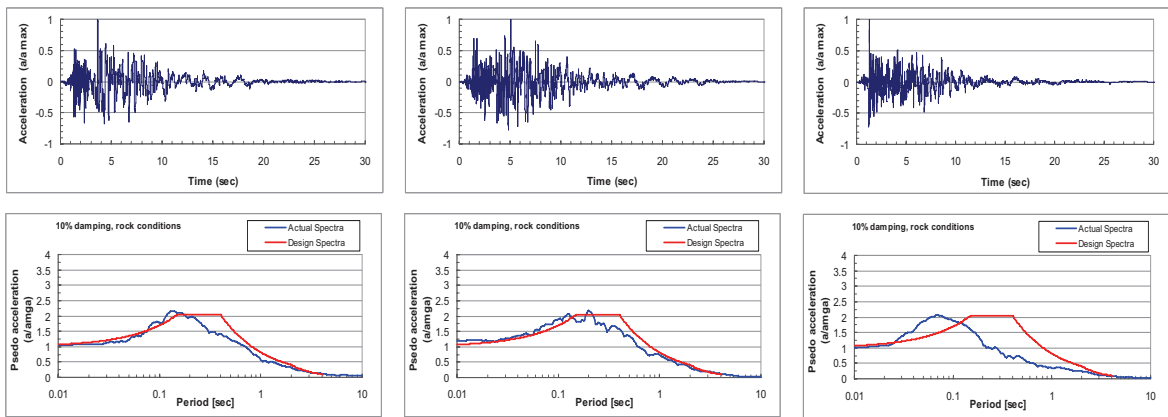 Acceleration (a/a max)
1
0.5
0
-0.5
-1
0 5 10 15 20 25 30
Time (sec)
Acceleration (a/a max)
1
0.5
0
-0.5
-1
0 5 10 15 20 25 30
Time (sec)
Acceleration (a/a max)
1
0.5
0
-0.5
-1
0 5 10 15 20 25 30
Time (sec)
10% damping, rock conditions
Actual Spectra
Design Spectra
Psedo acceleration
(a/amga)
4
3.5
3
2.5
2
1.5
1
0.5
0
0.01 0.1 1 10
Period [sec]
10% damping, rock conditions
Actual Spectra
Design Spectra
Psedo acceleration
(a/amga)
4
3.5
3
2.5
2
1.5
1
0.5
0
0.01 0.1 1 10
Period [sec]
10% damping, rock conditions
Actual Spectra
Design Spectra
Psedo acceleration
(a/amga)
4
3.5
3
2.5
2
1.5
1
0.5
0
0.01 0.1 1 10
Period [sec]